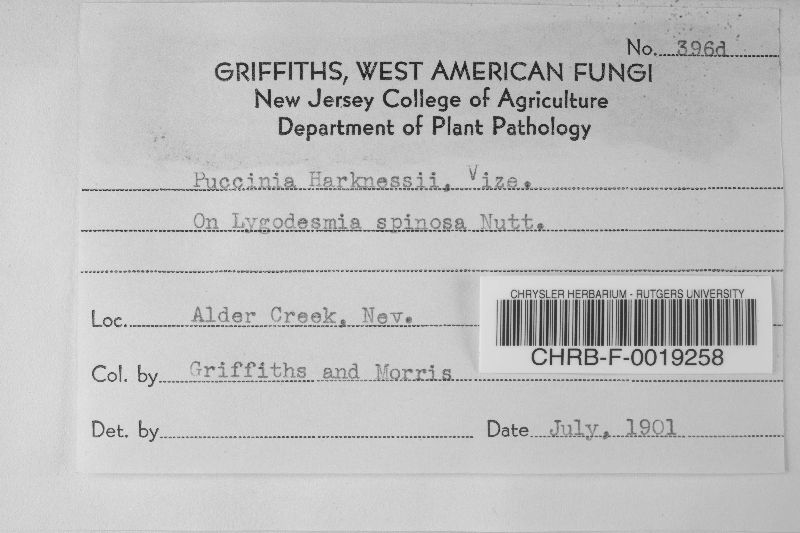 No. 396d
GRIFFITHS, WEST AMERICAN FUNGI
New Jersey College of Agriculture
Department of Plant Pathology
Puccinia Harknessii, Vize.
On Lygodesmia spinosa Nutt.
Loc. Alder Creek, Nev.
CHRYSLER HERBARIUM - RUTGERS UNIVERSITY
CHRB-F-0019258
Col. by Griffiths and Morris
Det. by
Date July, 1901